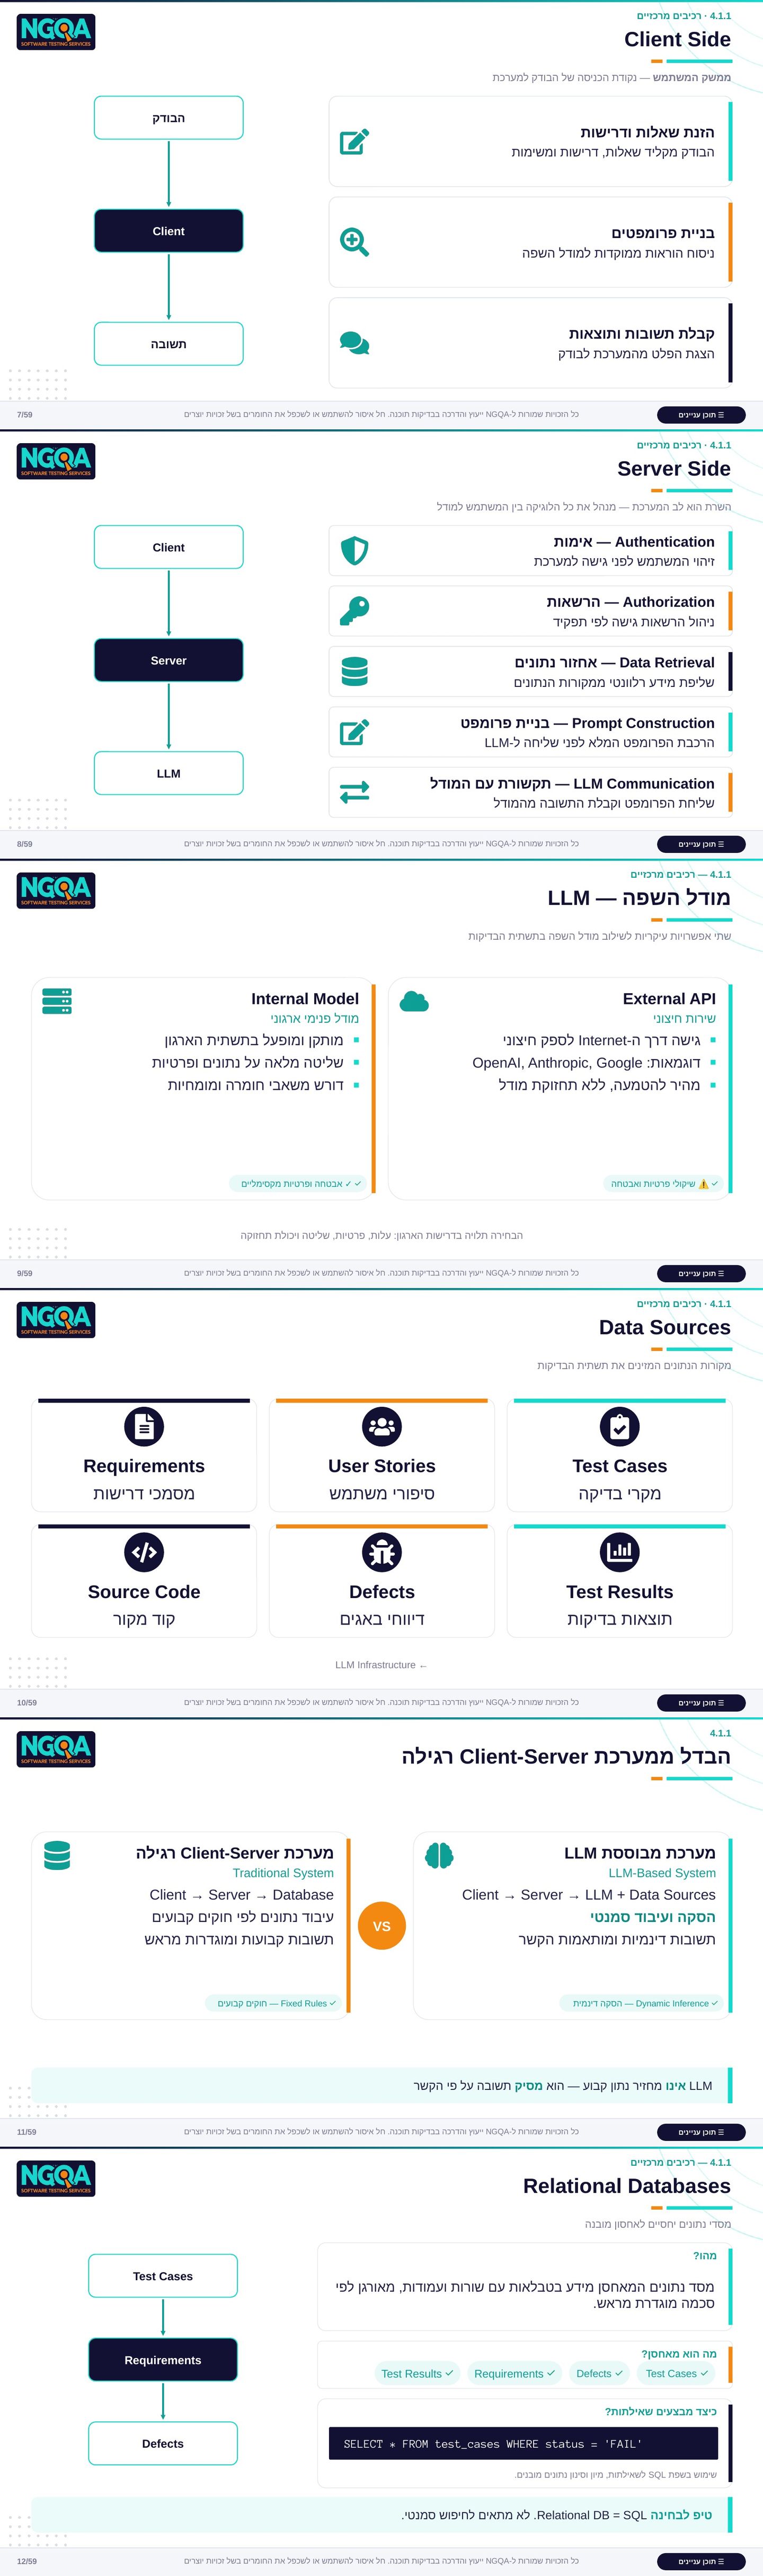 NGQA
SOFTWARE TESTING SERVICES
4.1.1 · רכיבים מרכזיים
Client Side
ממשק המשתמש — נקודת הכניסה של הבודק למערכת
הזנת שאלות ודרישות
הבודק מקליד שאלות, דרישות ומשימות
בניית פרומפטים
ניסוח הוראות ממוקדות למודל השפה
קבלת תשובות ותוצאות
הצגת הפלט מהמערכת לבודק
הבודק
Client
תשובה
☰ תוכן עניינים
כל הזכויות שמורות ל-NGQA ייעוץ והדרכה בבדיקות תוכנה. חל איסור להשתמש או לשכפל את החומרים בשל זכויות יוצרים
7/59
NGQA
SOFTWARE TESTING SERVICES
4.1.1 · רכיבים מרכזיים
Server Side
השרת הוא לב המערכת — מנהל את כל הלוגיקה בין המשתמש למודל
Authentication — אימות
זיהוי המשתמש לפני גישה למערכת
Authorization — הרשאות
ניהול הרשאות גישה לפי תפקיד
Data Retrieval — אחזור נתונים
שליפת מידע רלוונטי ממקורות הנתונים
Prompt Construction — בניית פרומפט
הרכבת הפרומפט המלא לפני שליחה ל-LLM
LLM Communication — תקשורת עם המודל
שליחת הפרומפט וקבלת התשובה מהמודל
Client
Server
LLM
☰ תוכן עניינים
כל הזכויות שמורות ל-NGQA ייעוץ והדרכה בבדיקות תוכנה. חל איסור להשתמש או לשכפל את החומרים בשל זכויות יוצרים
8/59
NGQA
SOFTWARE TESTING SERVICES
4.1.1 — רכיבים מרכזיים
מודל השפה — LLM
שתי אפשרויות עיקריות לשילוב מודל השפה בתשתית הבדיקות
External API
שירות חיצוני
גישה דרך ה-Internet לספק חיצוני
דוגמאות: OpenAI, Anthropic, Google
מהיר להטמעה, ללא תחזוקת מודל
✓ ⚠️ שיקולי פרטיות ואבטחה
Internal Model
מודל פנימי ארגוני
מותקן ומופעל בתשתית הארגון
שליטה מלאה על נתונים ופרטיות
דורש משאבי חומרה ומומחיות
✓ ✓ אבטחה ופרטיות מקסימליים
הבחירה תלויה בדרישות הארגון: עלות, פרטיות, שליטה ויכולת תחזוקה
☰ תוכן עניינים
כל הזכויות שמורות ל-NGQA ייעוץ והדרכה בבדיקות תוכנה. חל איסור להשתמש או לשכפל את החומרים בשל זכויות יוצרים
9/59
NGQA
SOFTWARE TESTING SERVICES
4.1.1 · רכיבים מרכזיים
Data Sources
מקורות הנתונים המזינים את תשתית הבדיקות
Test Cases
מקרי בדיקה
User Stories
סיפורי משתמש
Requirements
מסמכי דרישות
Test Results
תוצאות בדיקות
Defects
דיווחי באגים
Source Code
קוד מקור
LLM Infrastructure ←
☰ תוכן עניינים
כל הזכויות שמורות ל-NGQA ייעוץ והדרכה בבדיקות תוכנה. חל איסור להשתמש או לשכפל את החומרים בשל זכויות יוצרים
10/59
NGQA
SOFTWARE TESTING SERVICES
4.1.1
הבדל ממערכת Client-Server רגילה
מערכת מבוססת LLM
LLM-Based System
Client → Server → LLM + Data Sources
הסקה ועיבוד סמנטי
תשובות דינמיות ומותאמות הקשר
✓ Dynamic Inference — הסקה דינמית
VS
מערכת Client-Server רגילה
Traditional System
Client → Server → Database
עיבוד נתונים לפי חוקים קבועים
תשובות קבועות ומוגדרות מראש
✓ Fixed Rules — חוקים קבועים
LLM אינו מחזיר נתון קבוע — הוא מסיק תשובה על פי הקשר
☰ תוכן עניינים
כל הזכויות שמורות ל-NGQA ייעוץ והדרכה בבדיקות תוכנה. חל איסור להשתמש או לשכפל את החומרים בשל זכויות יוצרים
11/59
NGQA
SOFTWARE TESTING SERVICES
4.1.1 — רכיבים מרכזיים
Relational Databases
מסדי נתונים יחסיים לאחסון מובנה
מהו?
מסד נתונים המאחסן מידע בטבלאות עם שורות ועמודות, מאורגן לפי
סכמה מוגדרת מראש.
מה הוא מאחסן?
✓ Test Cases ✓ Defects ✓ Requirements ✓ Test Results
כיצד מבצעים שאילתות?
SELECT * FROM test_cases WHERE status = 'FAIL'
שימוש בשפת SQL לשאילתות, מיון וסינון נתונים מובנים.
Test Cases
Requirements
Defects
טיפ לבחינה Relational DB = SQL. לא מתאים לחיפוש סמנטי.
☰ תוכן עניינים
כל הזכויות שמורות ל-NGQA ייעוץ והדרכה בבדיקות תוכנה. חל איסור להשתמש או לשכפל את החומרים בשל זכויות יוצרים
12/59